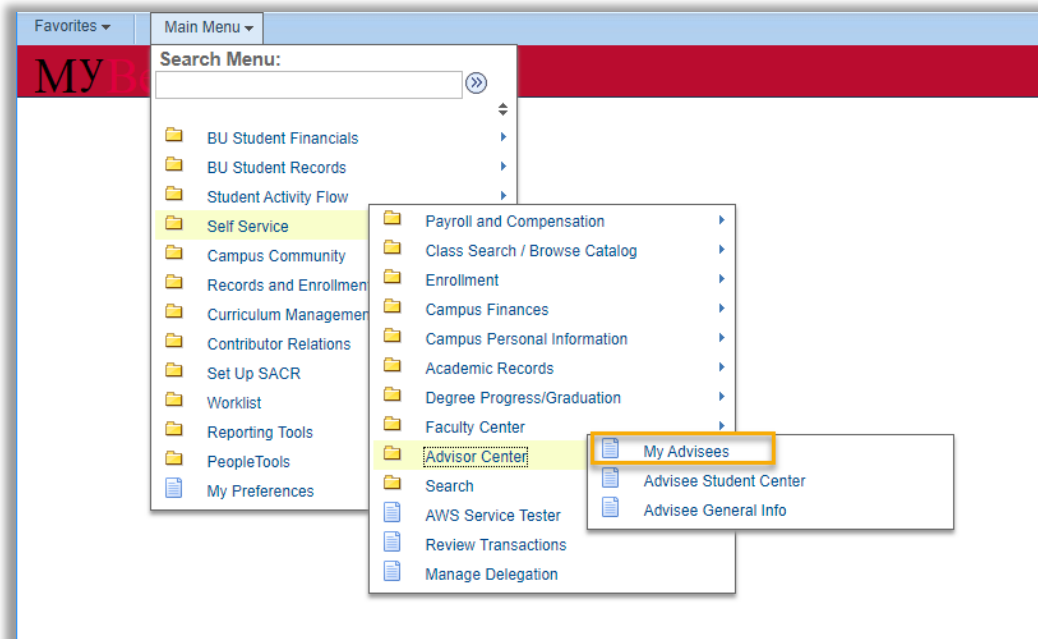 Favorites
Main Menu
MyB
Search Menu:
BU Student Financials
BU Student Records
Student Activity Flow
Self Service
Campus Community
Records and Enrollmen
Curriculum Managemen
Contributor Relations
Set Up SACR
Worklist
Reporting Tools
PeopleTools
My Preferences
Payroll and Compensation
Class Search / Browse Catalog
Enrollment
Campus Finances
Campus Personal Information
Academic Records
Degree Progress/Graduation
Faculty Center
Advisor Center
Search
AWS Service Tester
Review Transactions
Manage Delegation
My Advisees
Advisee Student Center
Advisee General Info